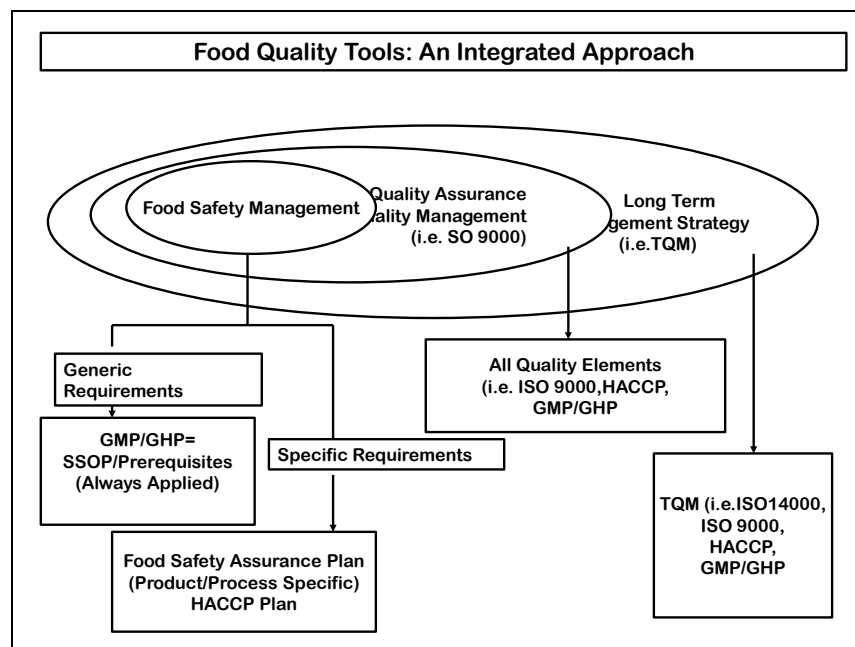 Food Quality Tools: An Integrated Approach
Food Safety Management
Quality Assurance
ality Management
(i.e. SO 9000)
Long Term
gement Strategy
(i.e.TQM)
Generic
Requirements
GMP/GHP=
SSOP/Prerequisites
(Always Applied)
Specific Requirements
Food Safety Assurance Plan
(Product/Process Specific)
HACCP Plan
All Quality Elements
(i.e. ISO 9000,HACCP,
GMP/GHP
TQM (i.e.ISO14000,
ISO 9000,
HACCP,
GMP/GHP